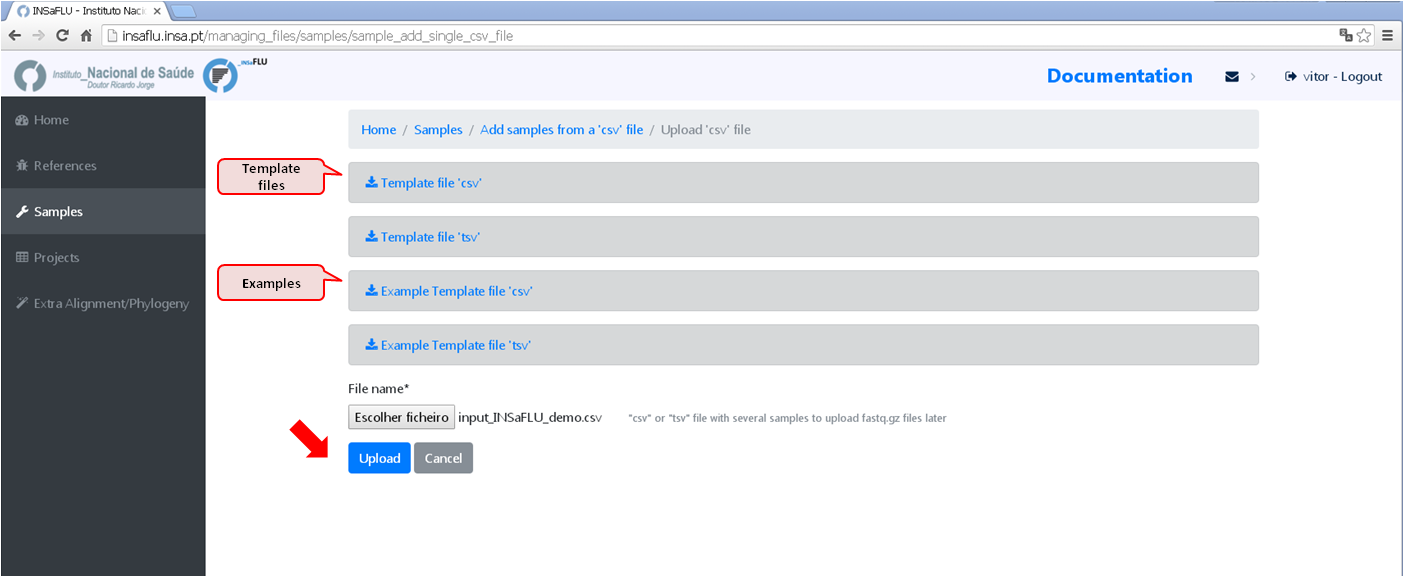 INSaFLU - Instituto Naci
insaflu.insa.pt/managing_files/samples/sample_add_single_csv_file
Instituto_Nacional de Saúde
Doutor Ricardo Jorge
_INSaFLU
Documentation
vitor - Logout
Home
References
Samples
Projects
Extra Alignment/Phylogeny
Home / Samples / Add samples from a 'csv' file / Upload 'csv' file
Template
files
Template file 'csv'
Template file 'tsv'
Examples
Example Template file 'csv'
Example Template file 'tsv'
File name*
Escolher ficheiro input_INSaFLU_demo.csv "csv" or "tsv" file with several samples to upload fastq.gz files later
Upload Cancel